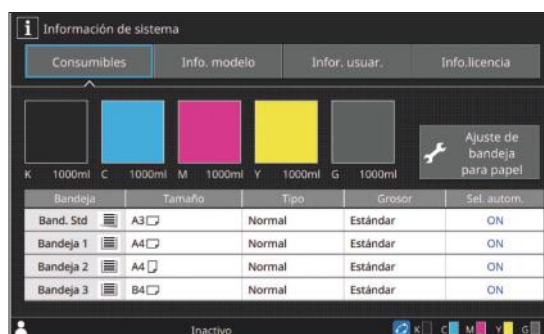 i Información de sistema
Consumibles Info. modelo Infor. usuar. Info.licencia
K 1000ml C 1000ml M 1000ml Y 1000ml G 1000ml
Ajuste de
bandeja
para papel
Bandeja Tamaño Tipo Grosor Sel. autom.
Band. Std A3 Normal Estándar ON
Bandeja 1 A4 Normal Estándar ON
Bandeja 2 A4 Normal Estándar ON
Bandeja 3 B4 Normal Estándar ON
Inactivo K C M Y G